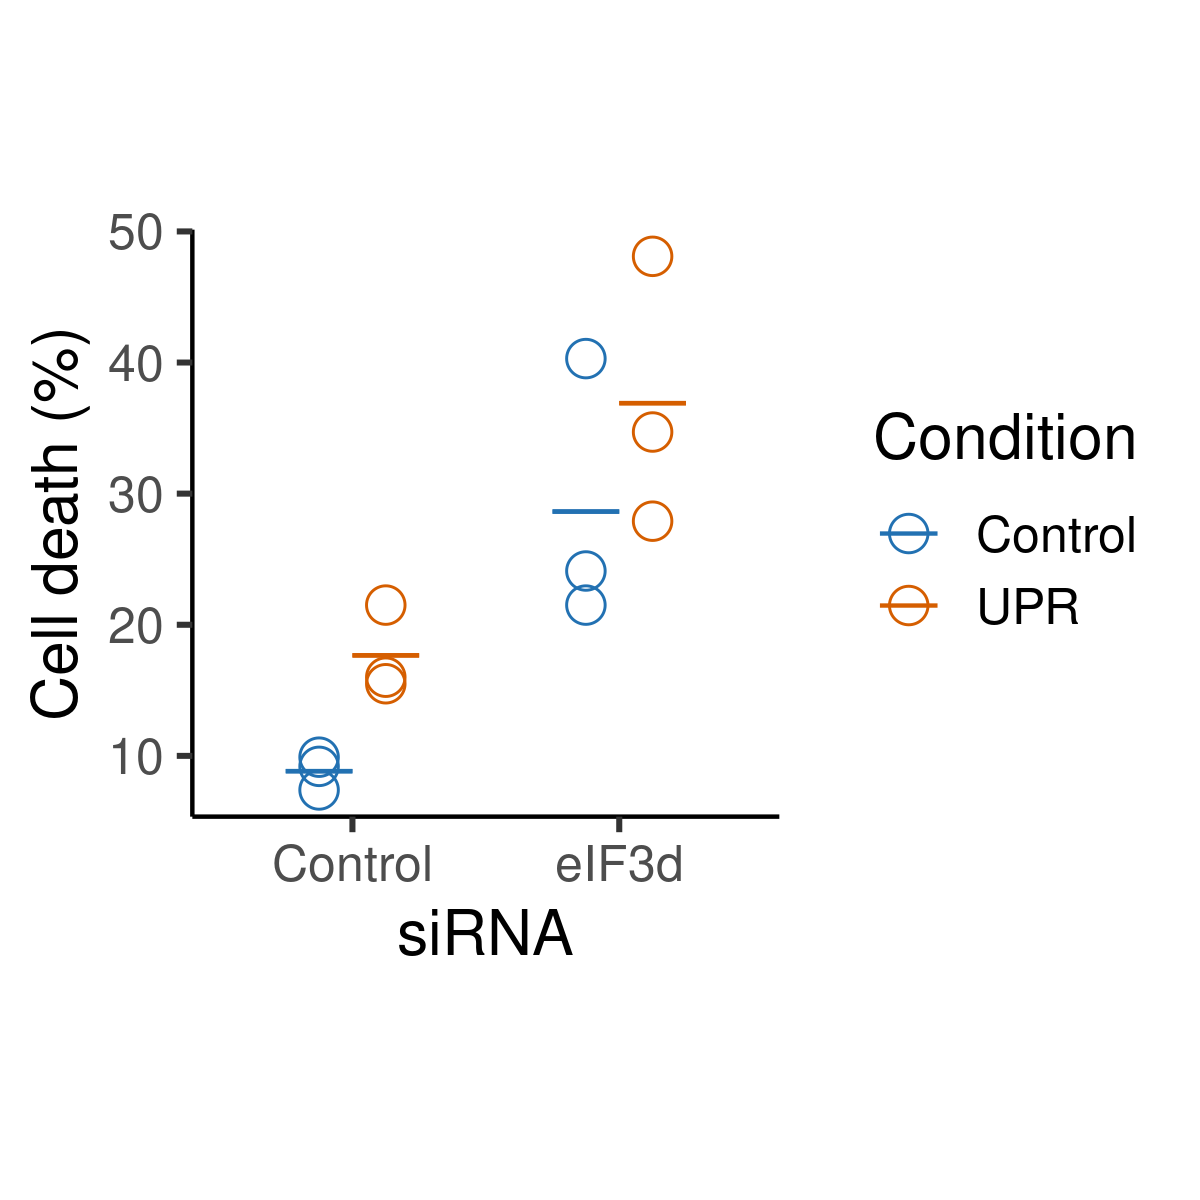 50
40
30
20
10
Cell death (%)
Control
eIF3d
siRNA
Condition
Control
UPR